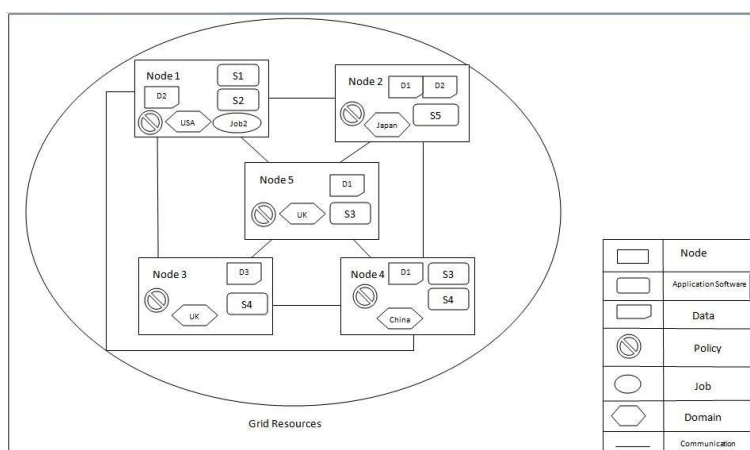 Node 1
S1
D2
S2
USA
Job2
Node 2
D1
D2
S5
Japan
Node 5
D1
UK
S3
Node 3
D3
S4
UK
Node 4
D1
S3
S4
China
Grid Resources
Node
Application Software
Data
Policy
Job
Domain
Communication